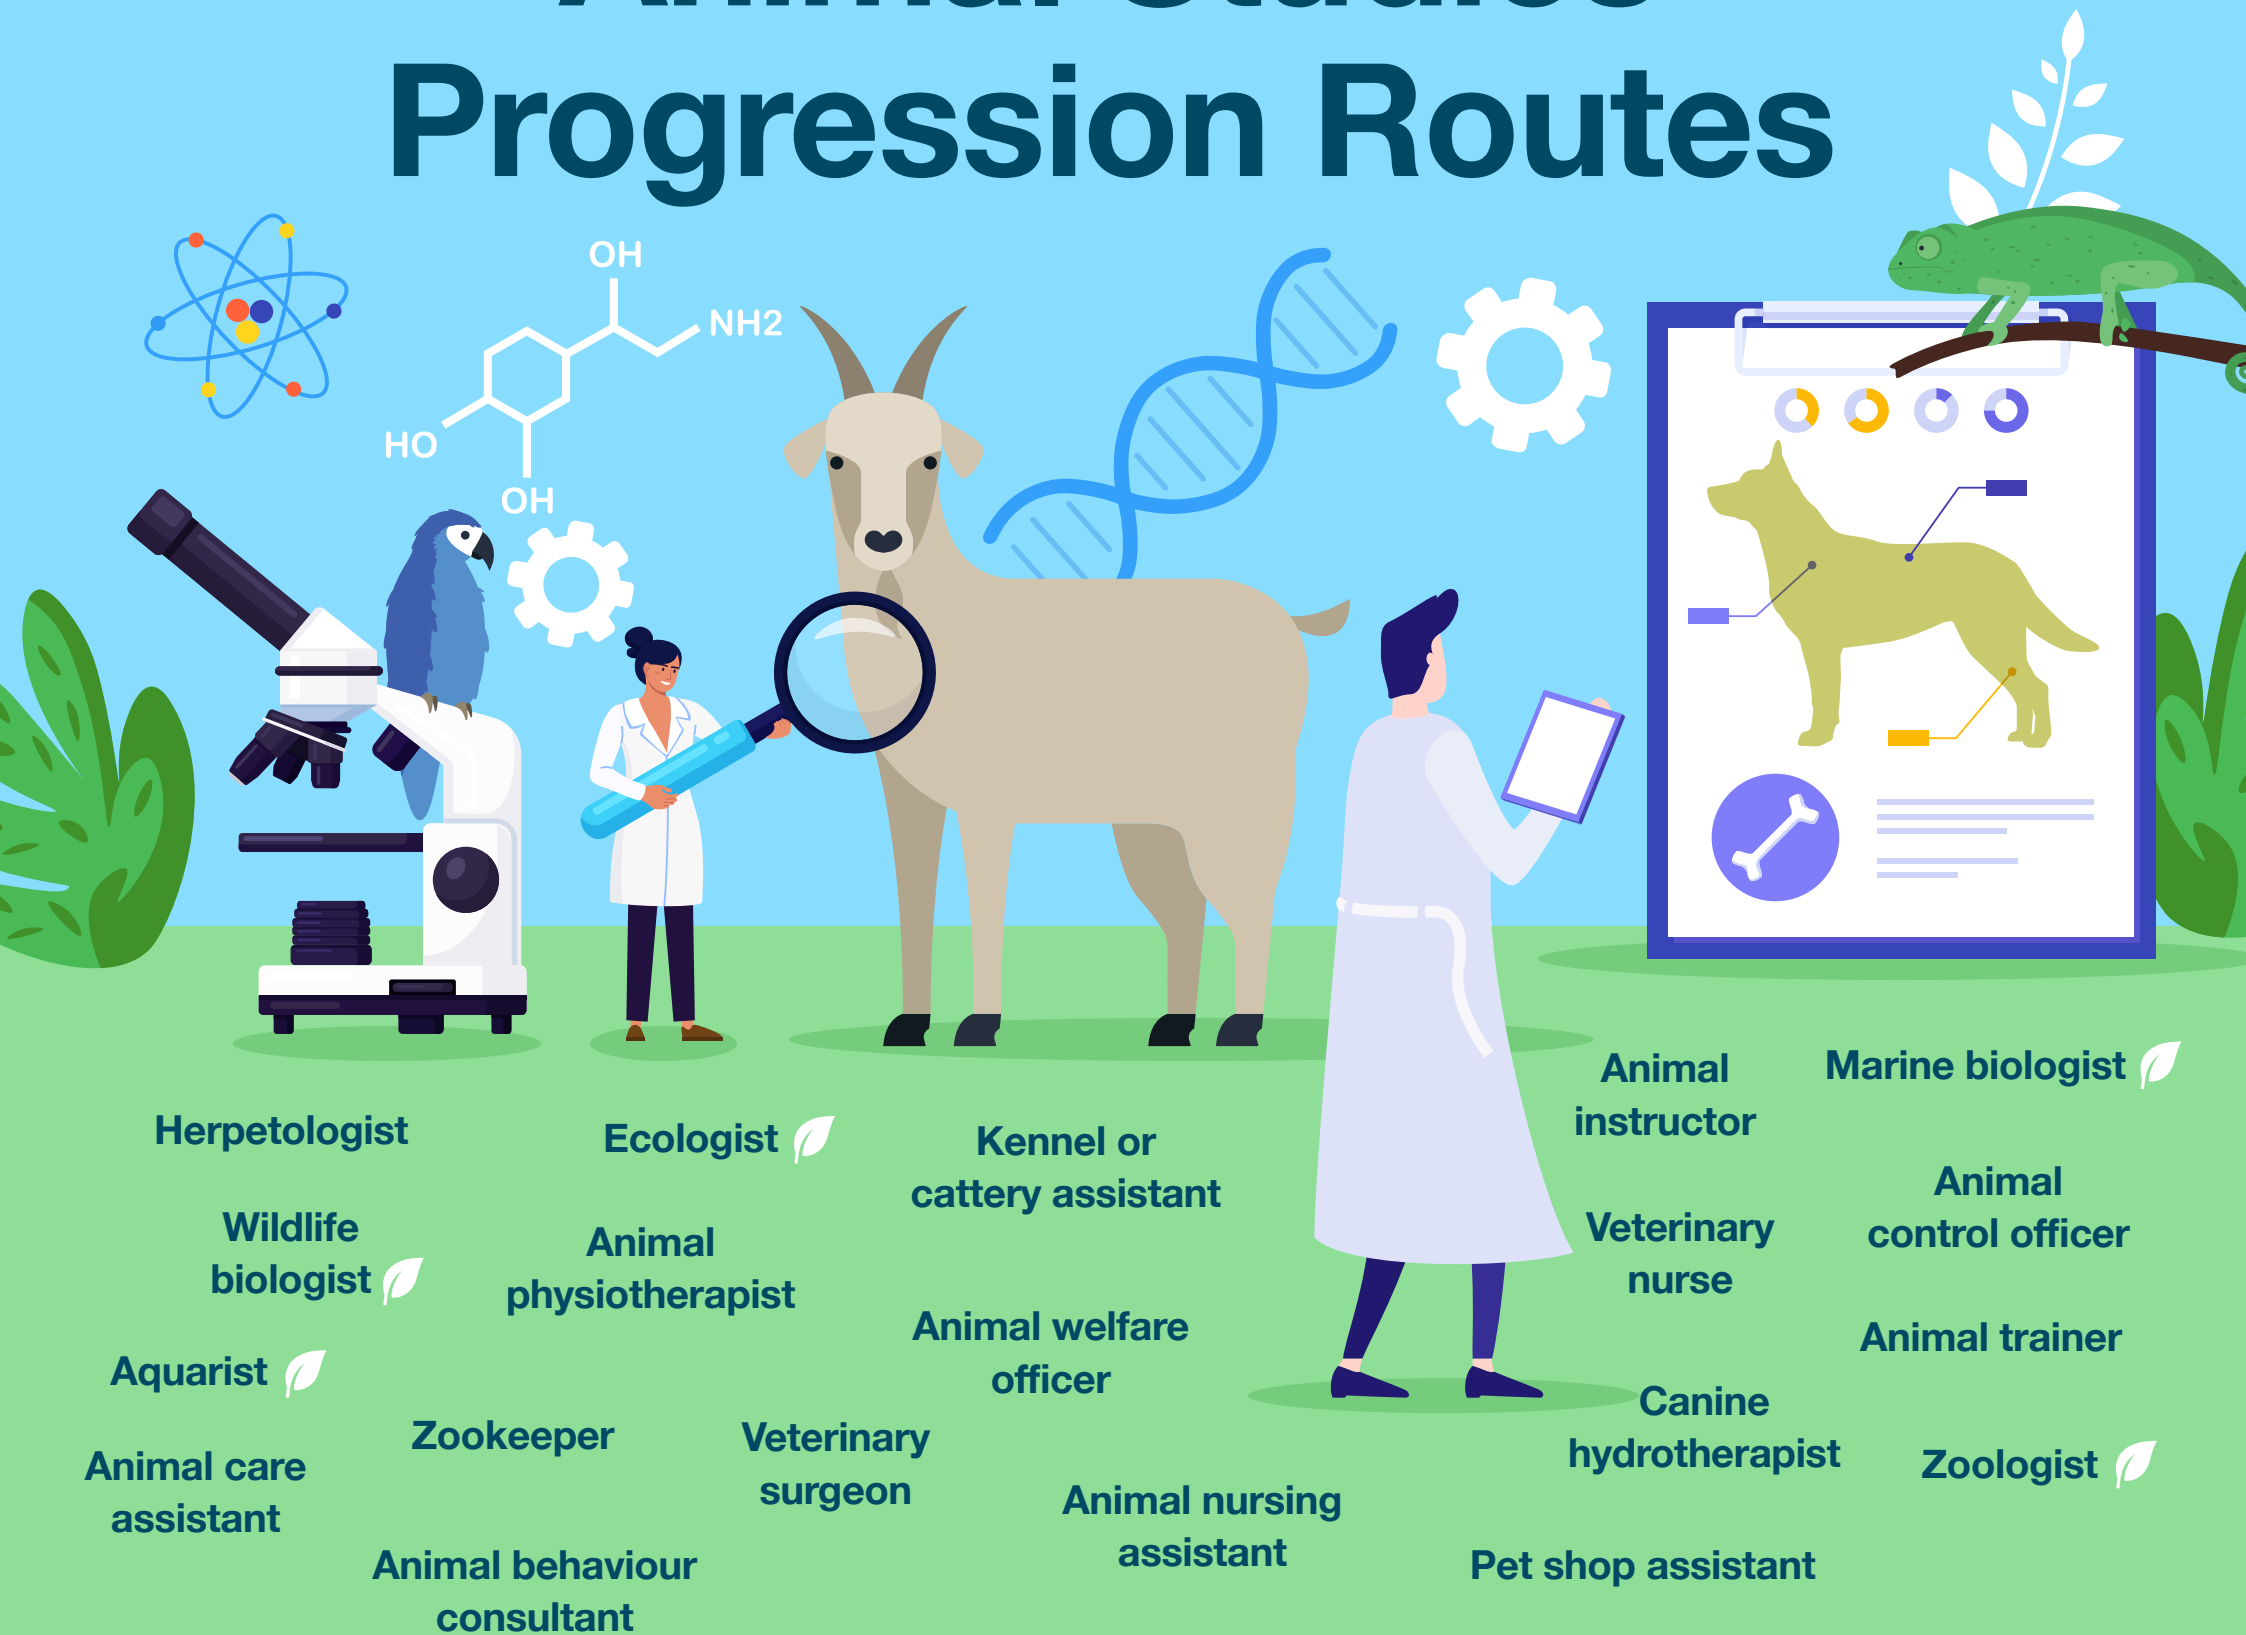 Animal Studies
Progression Routes
OH
NH2
HO
OH
Herpetologist
Wildlife
biologist
Aquarist
Animal care
assistant
Ecologist
Animal
physiotherapist
Zookeeper
Animal behaviour
consultant
Kennel or
cattery assistant
Animal welfare
officer
Veterinary
surgeon
Animal nursing
assistant
Animal
instructor
Veterinary
nurse
Canine
hydrotherapist
Pet shop assistant
Marine biologist
Animal
control officer
Animal trainer
Zoologist